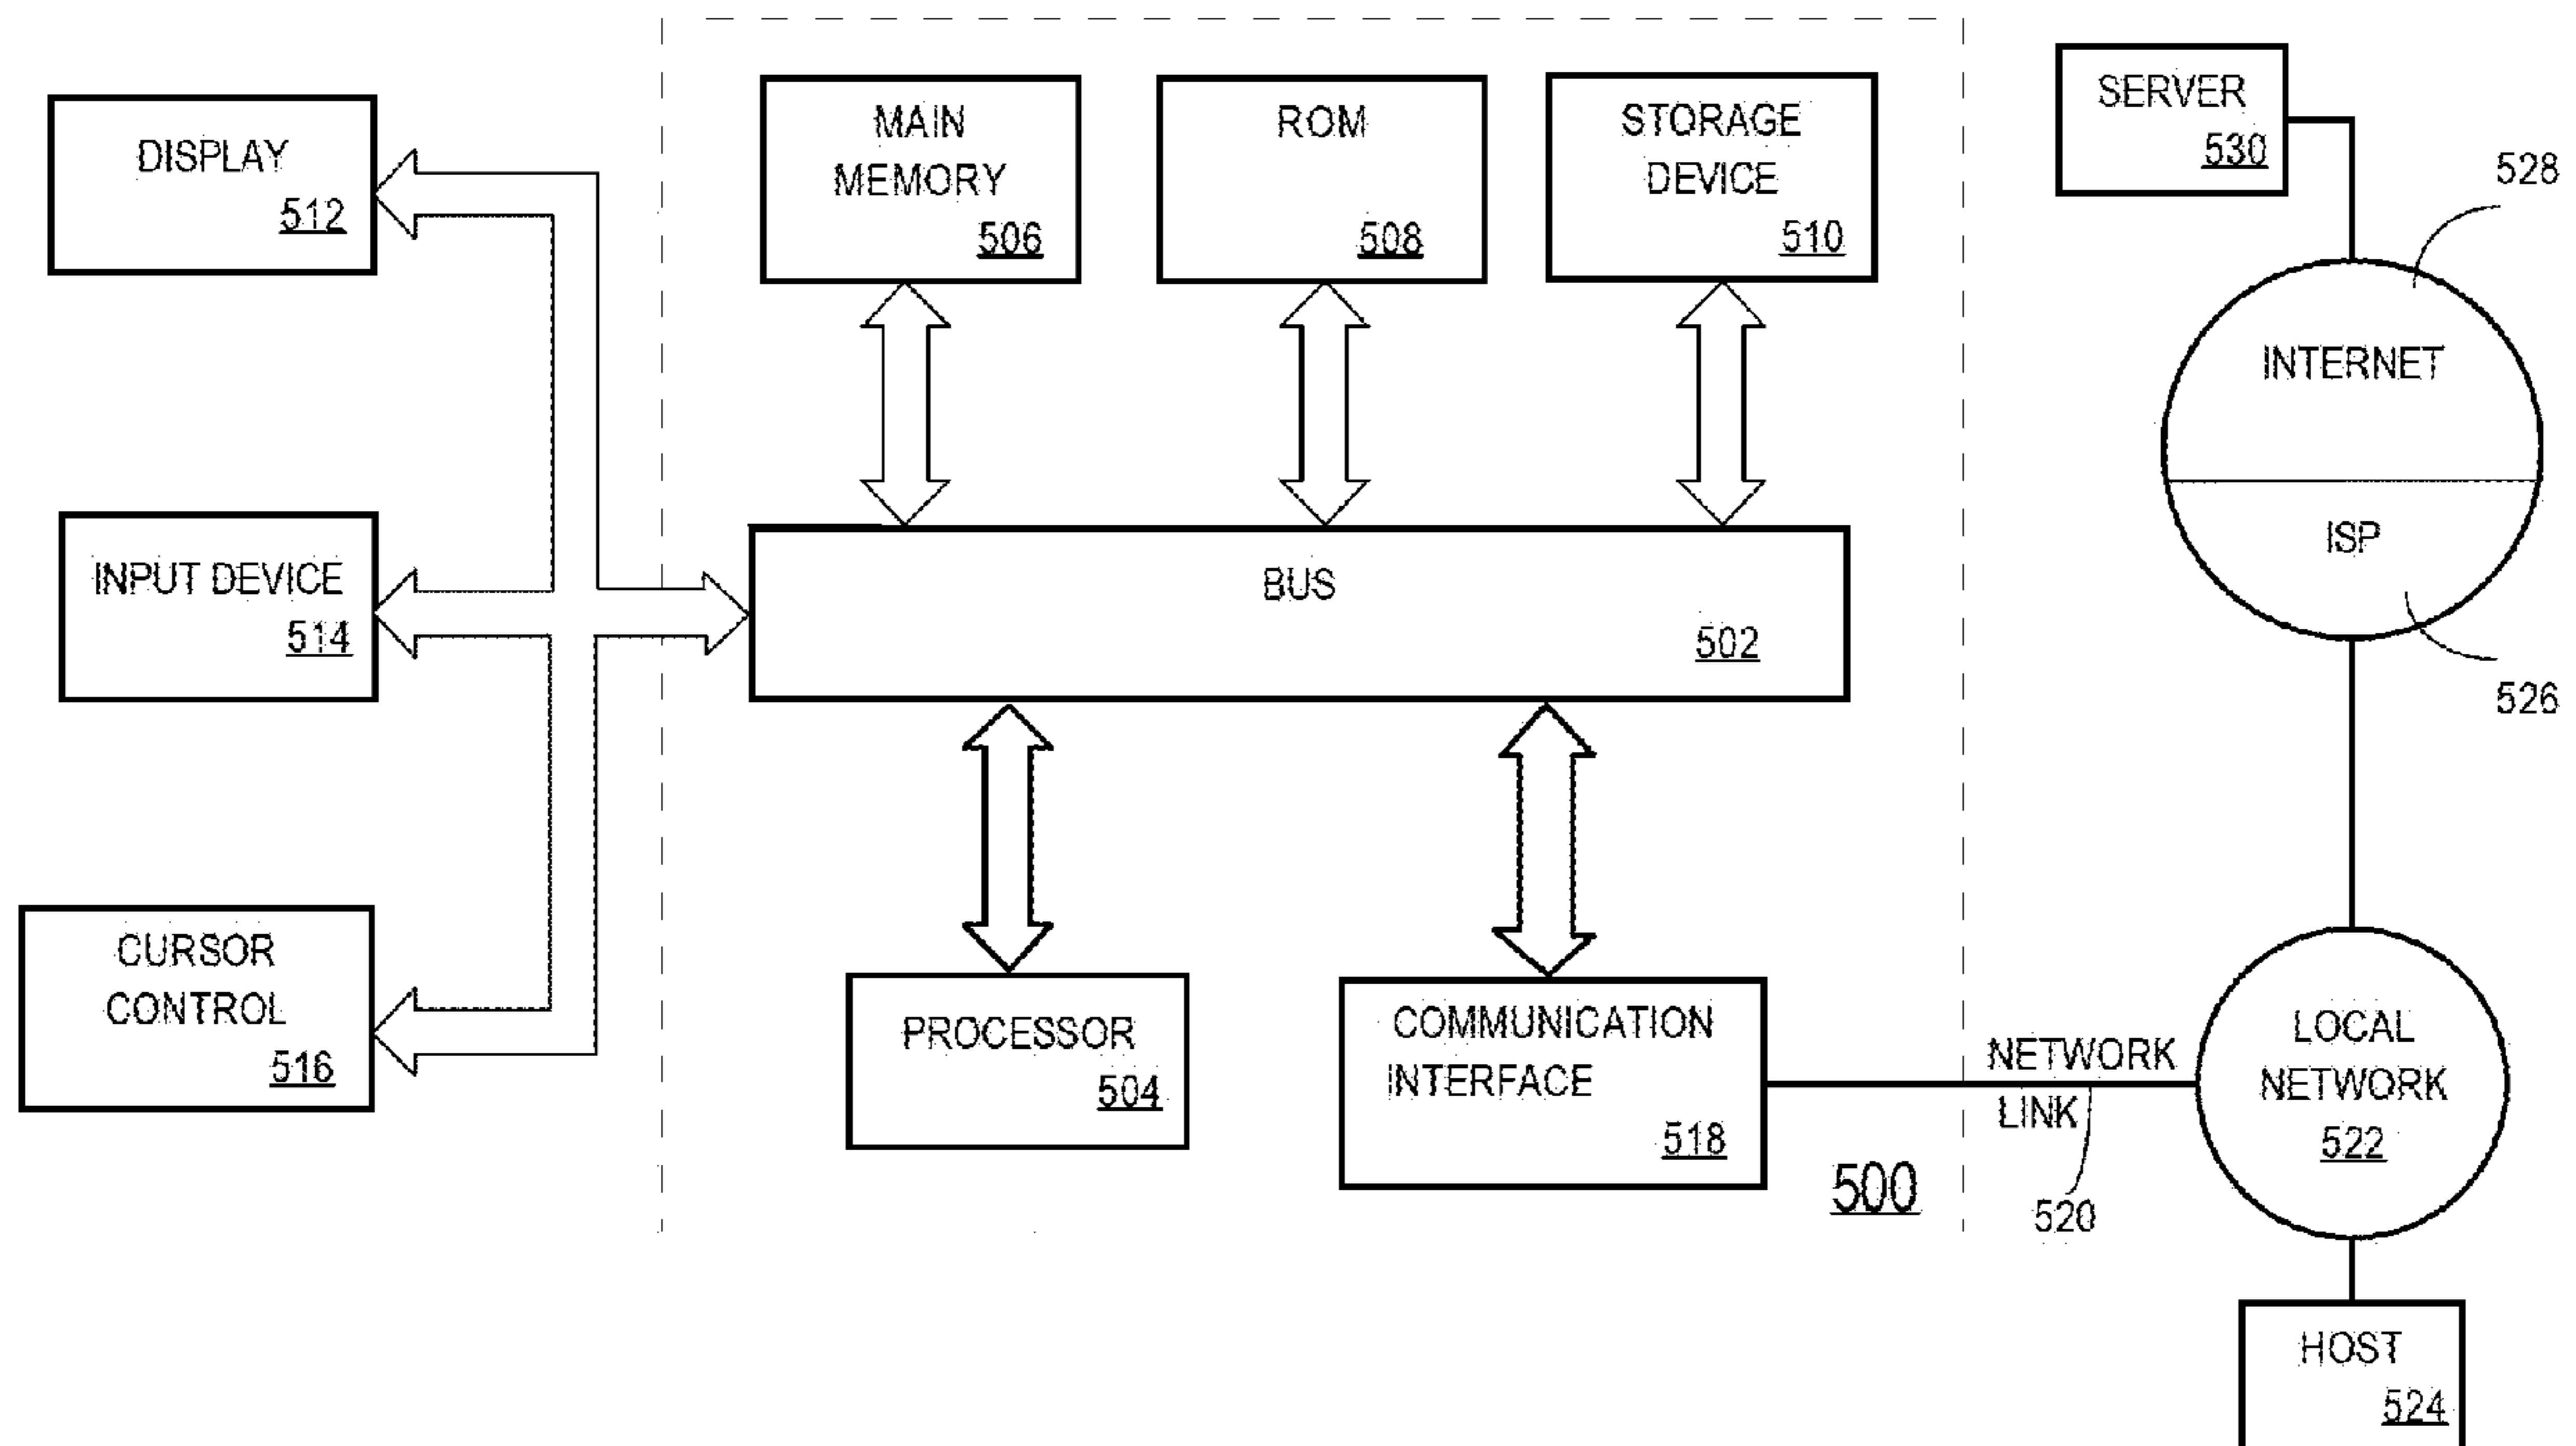 DISPLAY
512
INPUT DEVICE
514
CURSOR
CONTROL
516
MAIN
MEMORY
506
ROM
508
STORAGE
DEVICE
510
BUS
502
PROCESSOR
504
COMMUNICATION
INTERFACE
518
500
NETWORK
LINK
520
SERVER
530
528
INTERNET
ISP
526
LOCAL
NETWORK
522
HOST
524